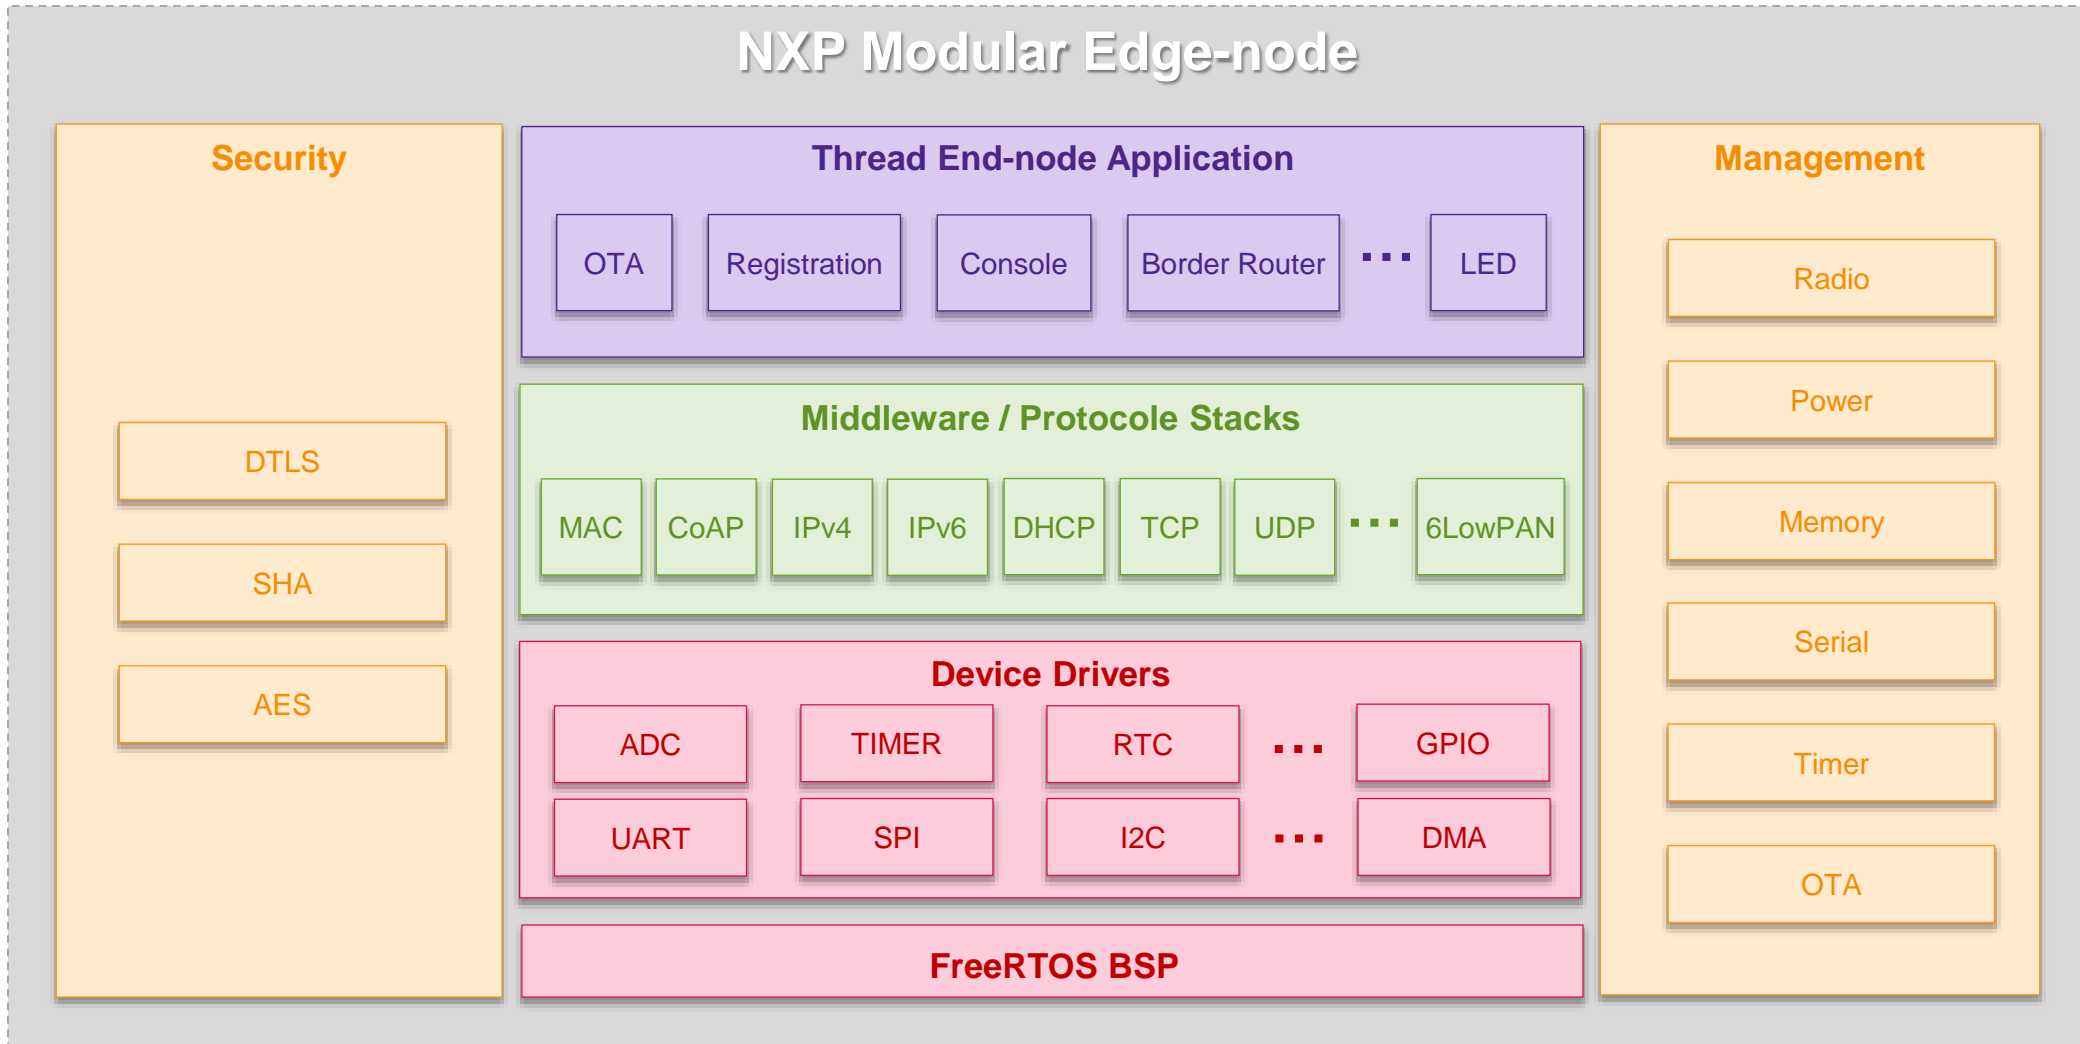 NXP Modular Edge-node
Security
DTLS
SHA
AES
Thread End-node Application
OTA Registration Console Border Router ... LED
Middleware / Protocole Stacks
MAC CoAP IPv4 IPv6 DHCP TCP UDP ... 6LowPAN
Device Drivers
ADC TIMER RTC ... GPIO
UART SPI I2C ... DMA
FreeRTOS BSP
Management
Radio
Power
Memory
Serial
Timer
OTA